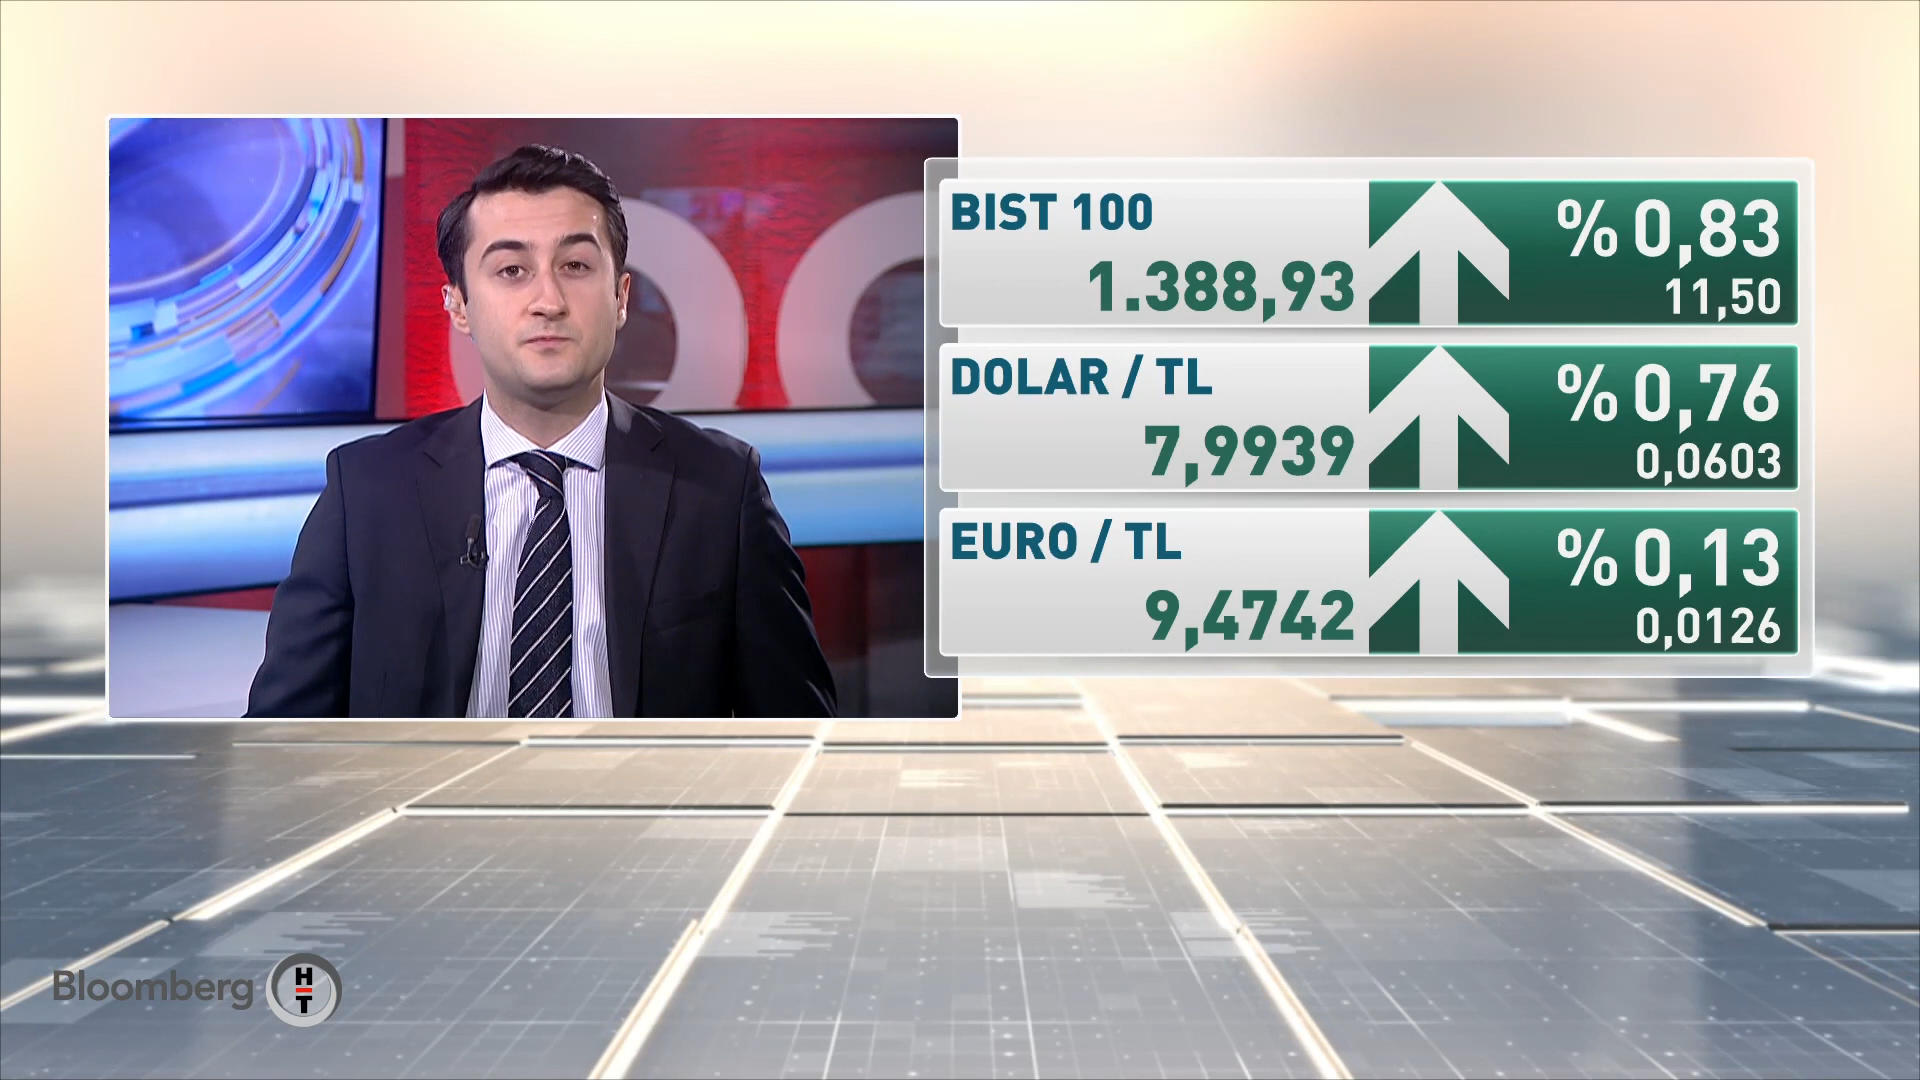 BIST 100
1.388,93
% 0,83
11,50
DOLAR / TL
7,9939
% 0,76
0,0603
EURO / TL
9,4742
% 0,13
0,0126
Bloomberg HT